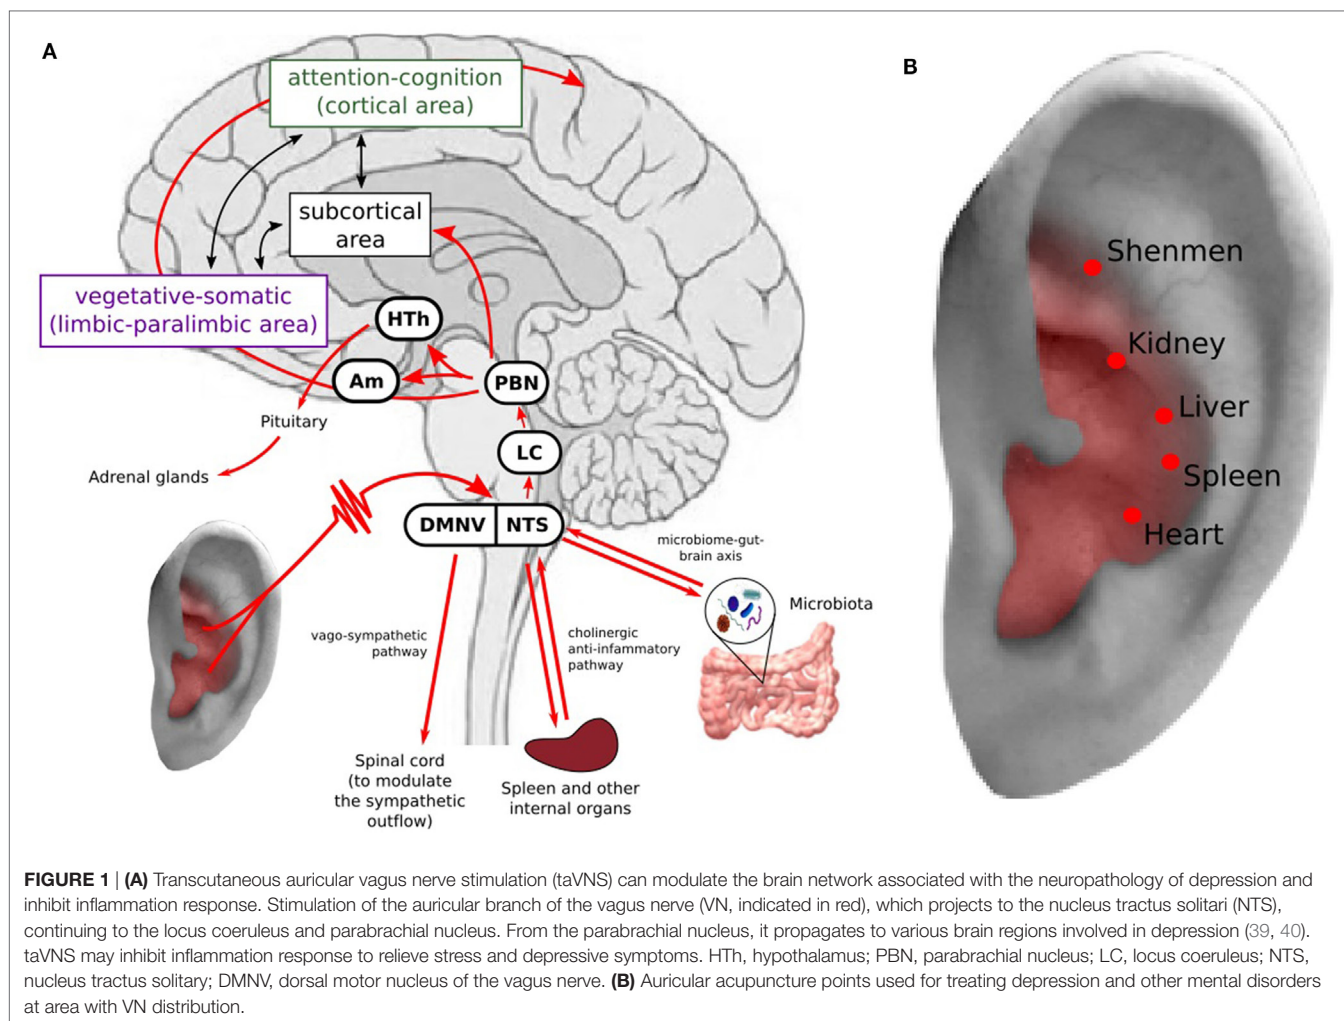 A
attention-cognition
(cortical area)
subcortical
area
vegetative-somatic
(limbic-paralimbic area)
HTh
Am
PBN
Pituitary
LC
Adrenal glands
DMNV
NTS
microbiome-gut-
brain axis
Microbiota
vago-sympathetic
pathway
cholinergic
anti-inflammatory
pathway
Spinal cord
(to modulate
the sympathetic
outflow)
Spleen and other
internal organs
B
Shenmen
Kidney
Liver
Spleen
Heart
FIGURE 1 | (A) Transcutaneous auricular vagus nerve stimulation (taVNS) can modulate the brain network associated with the neuropathology of depression and
inhibit inflammation response. Stimulation of the auricular branch of the vagus nerve (VN, indicated in red), which projects to the nucleus tractus solitari (NTS),
continuing to the locus coeruleus and parabrachial nucleus. From the parabrachial nucleus, it propagates to various brain regions involved in depression (39, 40).
taVNS may inhibit inflammation response to relieve stress and depressive symptoms. HTh, hypothalamus; PBN, parabrachial nucleus; LC, locus coeruleus; NTS,
nucleus tractus solitary; DMNV, dorsal motor nucleus of the vagus nerve. (B) Auricular acupuncture points used for treating depression and other mental disorders
at area with VN distribution.